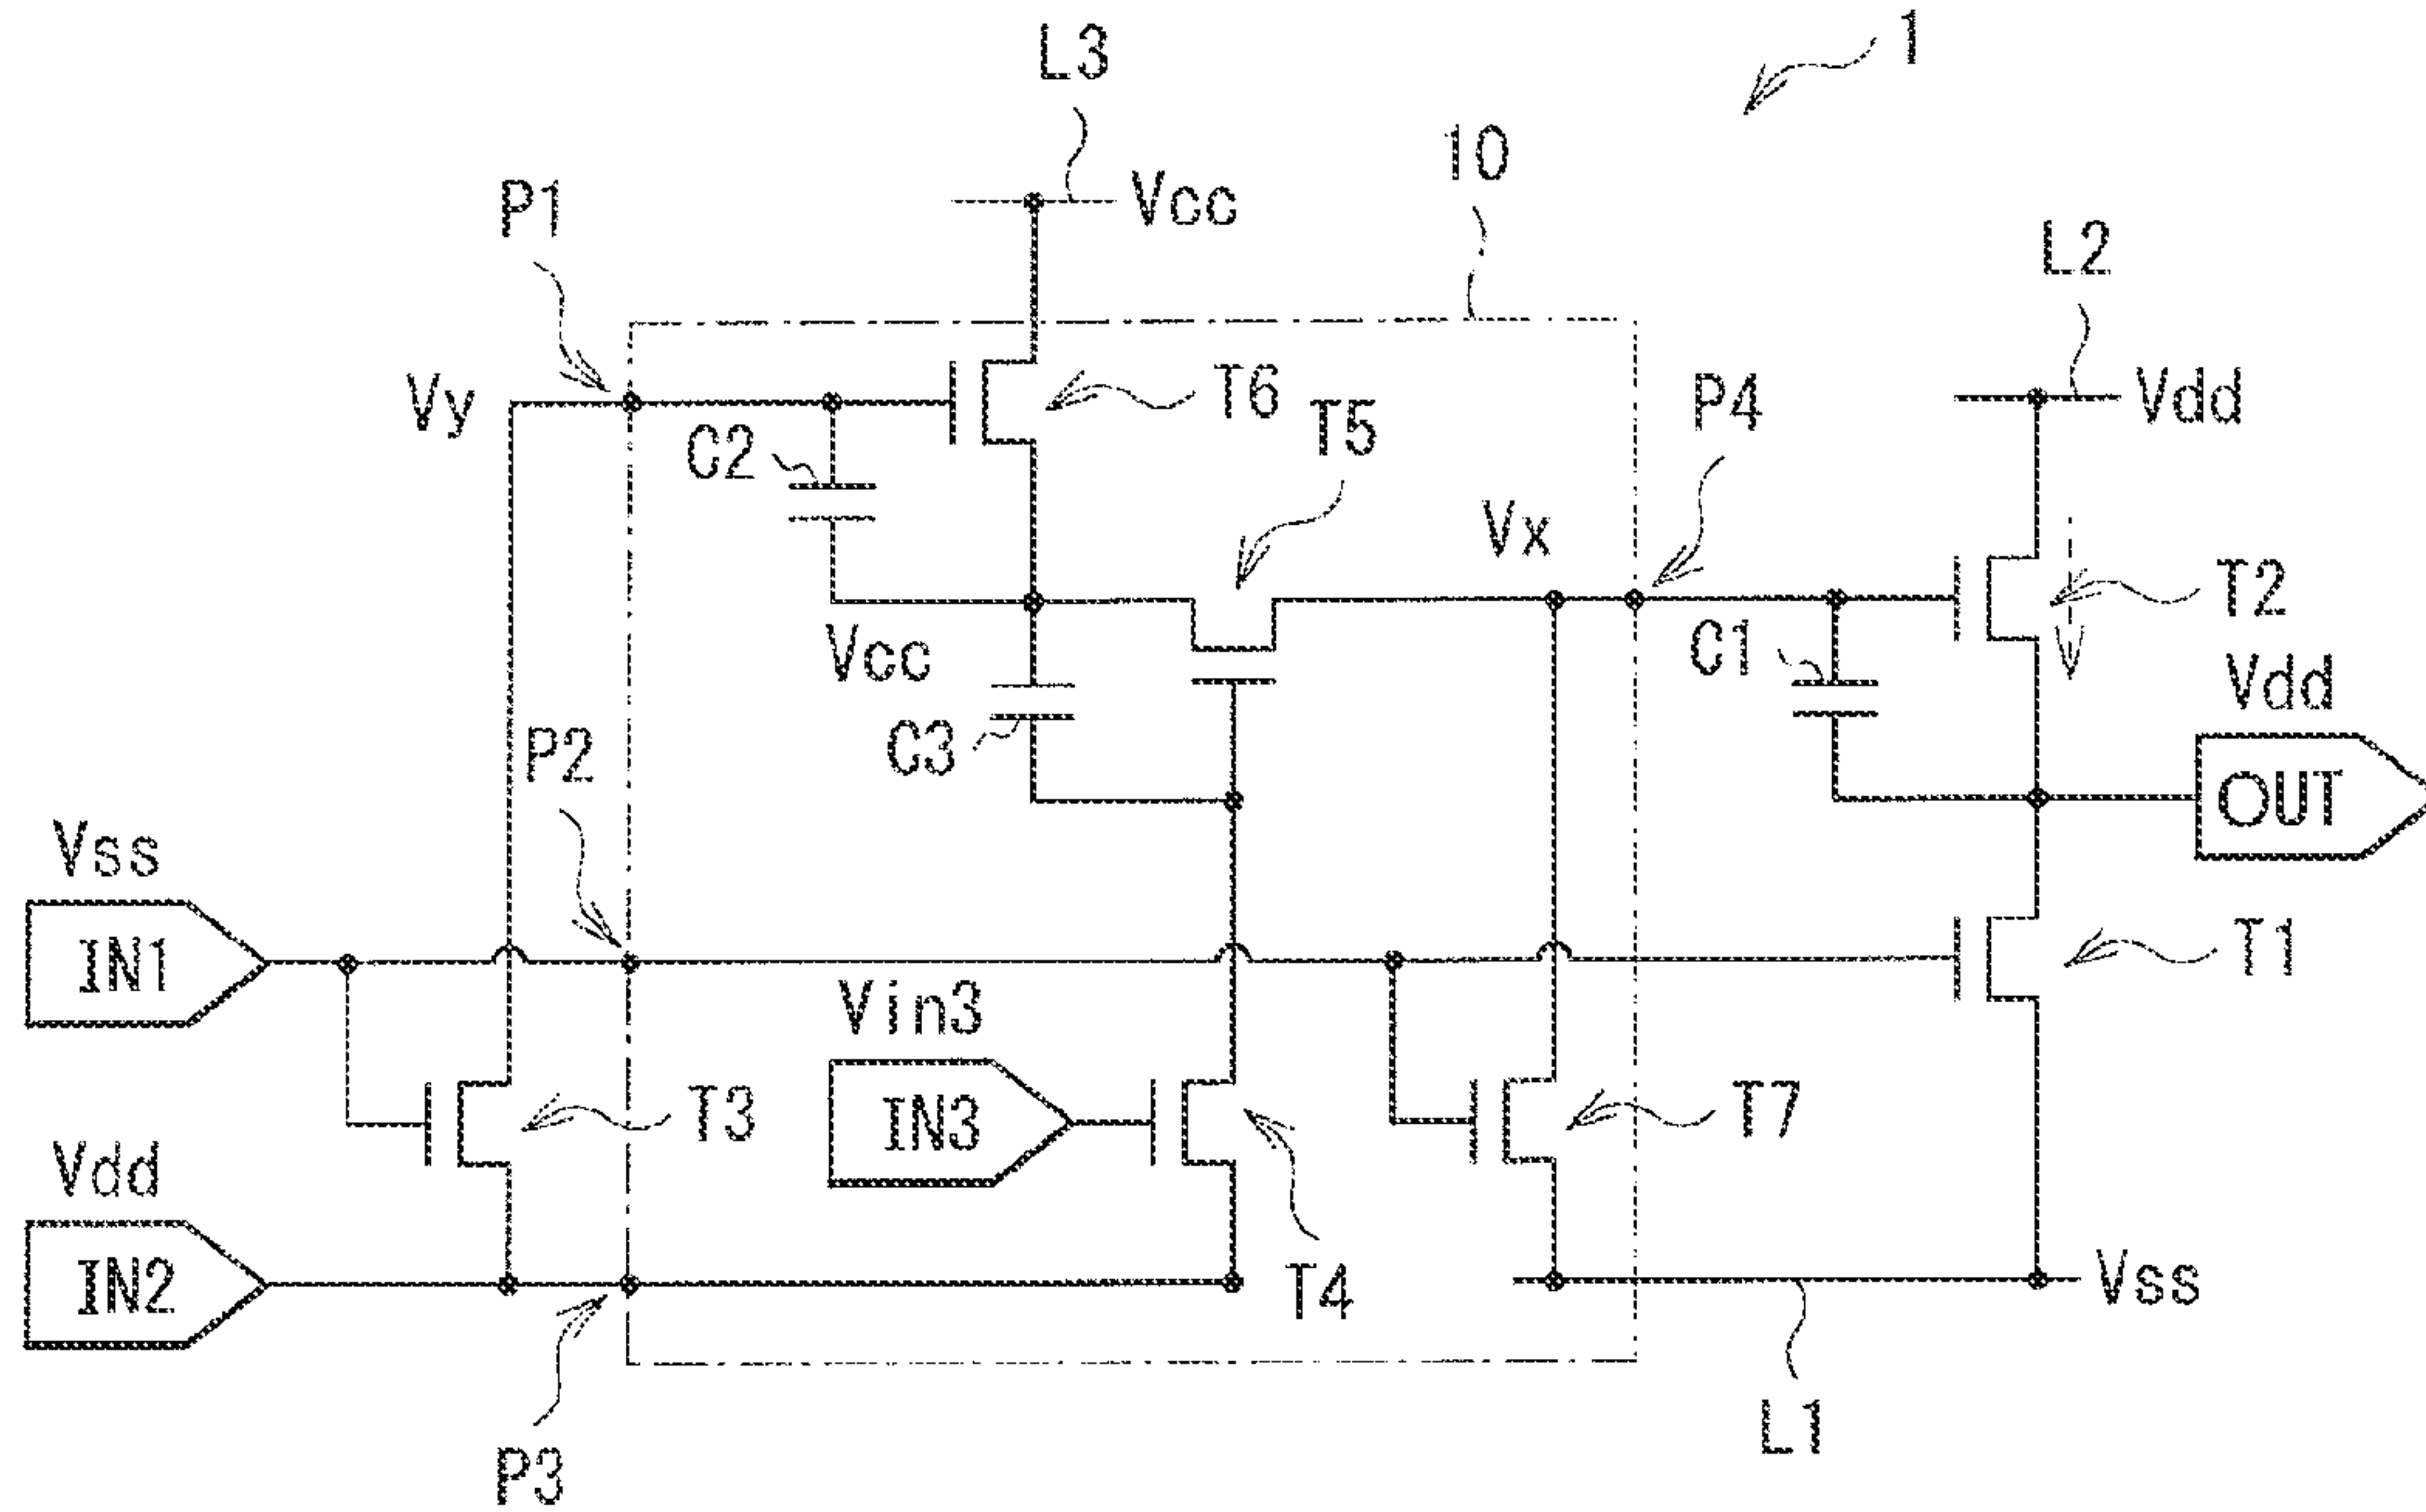 1
L3
10
P1
Vcc
L2
Vy
T6
P4
Vdd
C2
T5
Vx
T2
Vcc
C1
Vdd
P2
C3
OUT
Vss
IN1
T1
Vin3
T3
IN3
T7
Vdd
IN2
T4
Vss
P3
L1